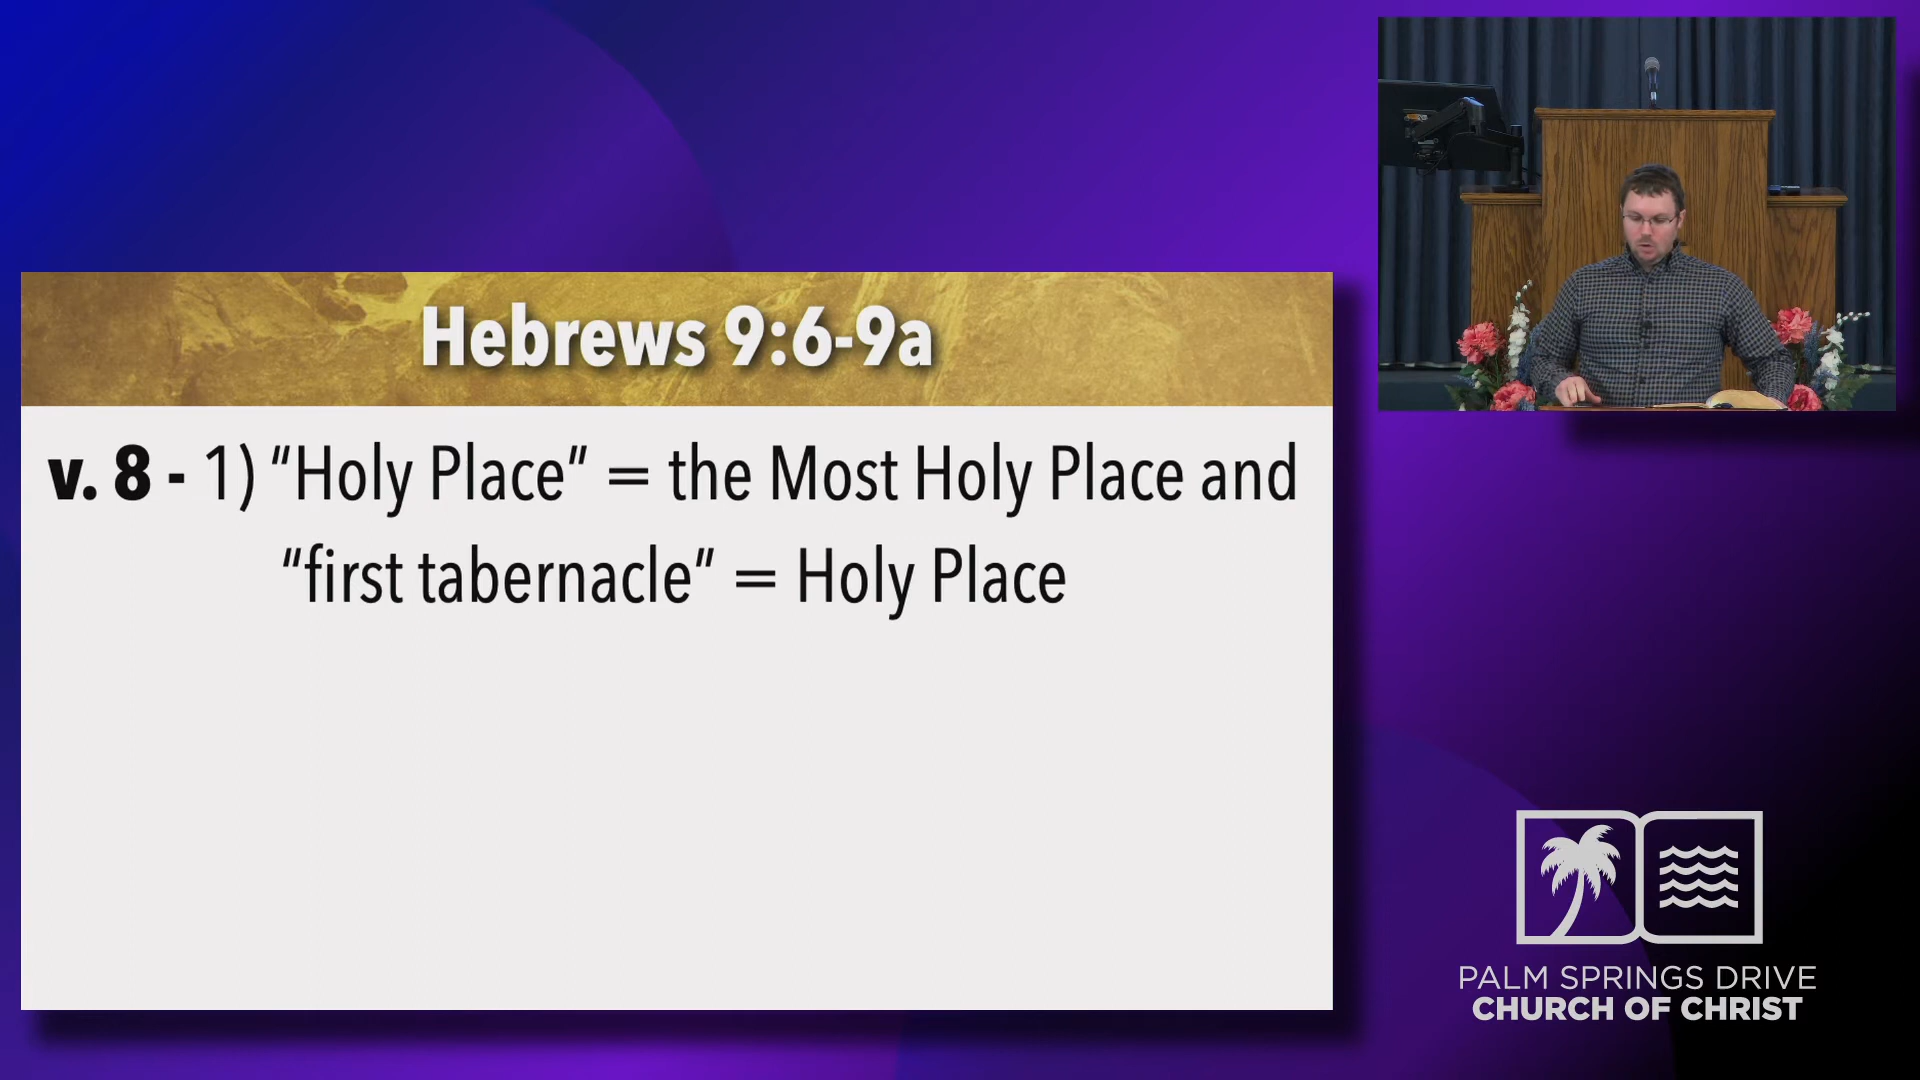 Hebrews 9:6-9a
v. 8 - 1) “Holy Place” = the Most Holy Place and
“first tabernacle” = Holy Place
PALM SPRINGS DRIVE
CHURCH OF CHRIST